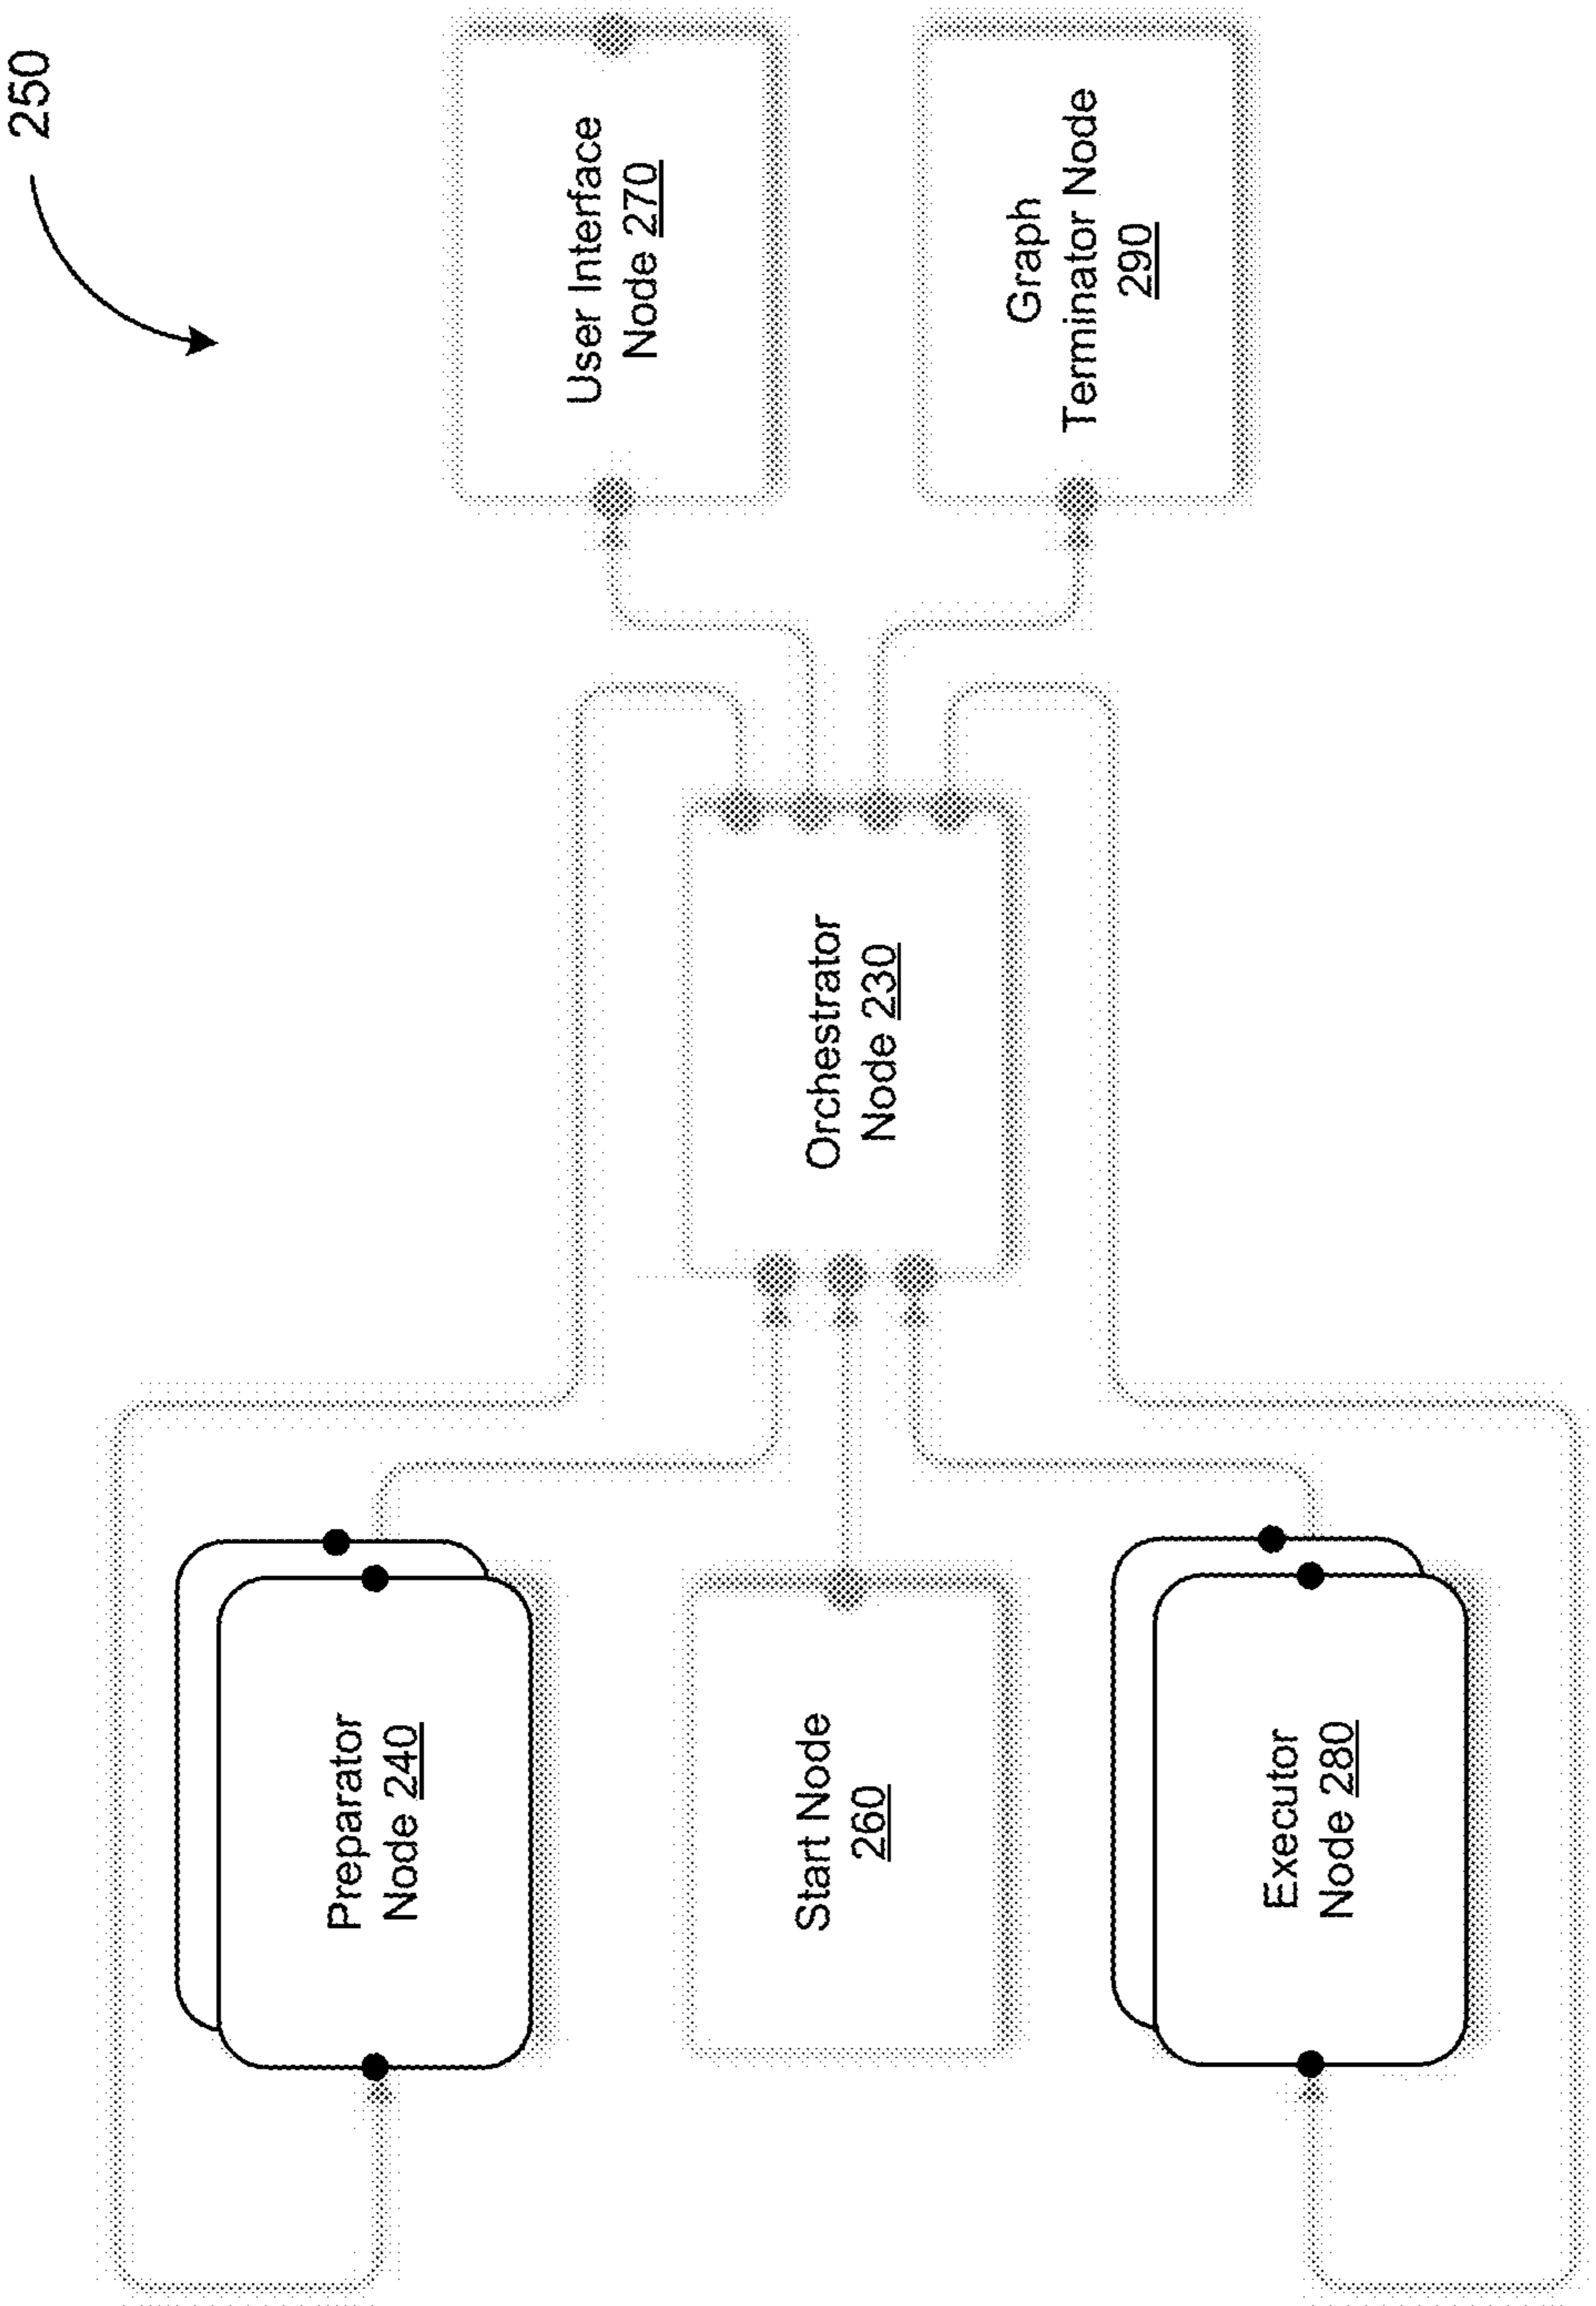 250
Preparator
Node 240
Start Node
260
Executor
Node 280
Orchestrator
Node 230
User Interface
Node 270
Graph
Terminator Node
290